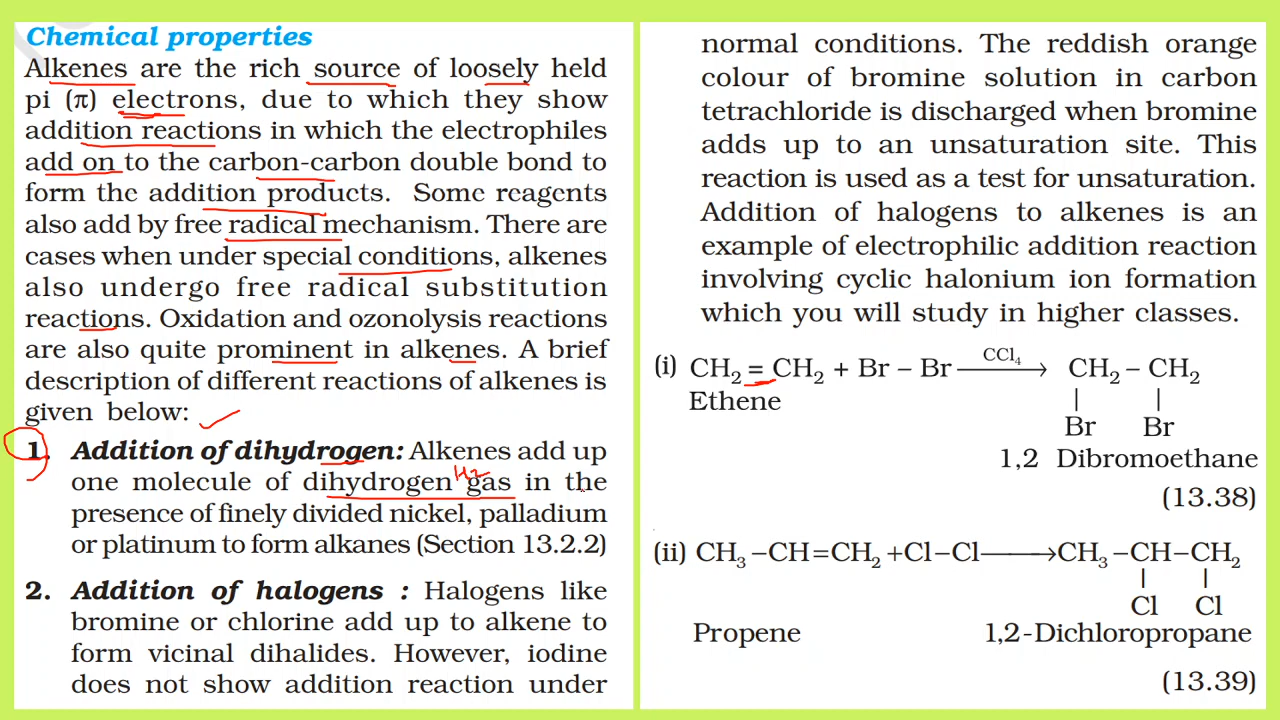 Chemical properties
Alkenes are the rich source of loosely held
pi (π) electrons, due to which they show
addition reactions in which the electrophiles
add on to the carbon-carbon double bond to
form the addition products. Some reagents
also add by free radical mechanism. There are
cases when under special conditions, alkenes
also undergo free radical substitution
reactions. Oxidation and ozonolysis reactions
are also quite prominent in alkenes. A brief
description of different reactions of alkenes is
given below:
1. Addition of dihydrogen: Alkenes add up
H2
one molecule of dihydrogen gas in the
presence of finely divided nickel, palladium
or platinum to form alkanes (Section 13.2.2)
2. Addition of halogens : Halogens like
bromine or chlorine add up to alkene to
form vicinal dihalides. However, iodine
does not show addition reaction under
normal conditions. The reddish orange
colour of bromine solution in carbon
tetrachloride is discharged when bromine
adds up to an unsaturation site. This
reaction is used as a test for unsaturation.
Addition of halogens to alkenes is an
example of electrophilic addition reaction
involving cyclic halonium ion formation
which you will study in higher classes.
(i) CH₂ = CH₂ + Br – Br ⟶ CH₂ – CH₂
CCl₄
Ethene
| |
Br Br
1,2 Dibromoethane
(13.38)
(ii) CH₃ –CH=CH₂ +Cl–Cl⟶CH₃ –CH–CH₂
| |
Cl Cl
Propene 1,2-Dichloropropane
(13.39)